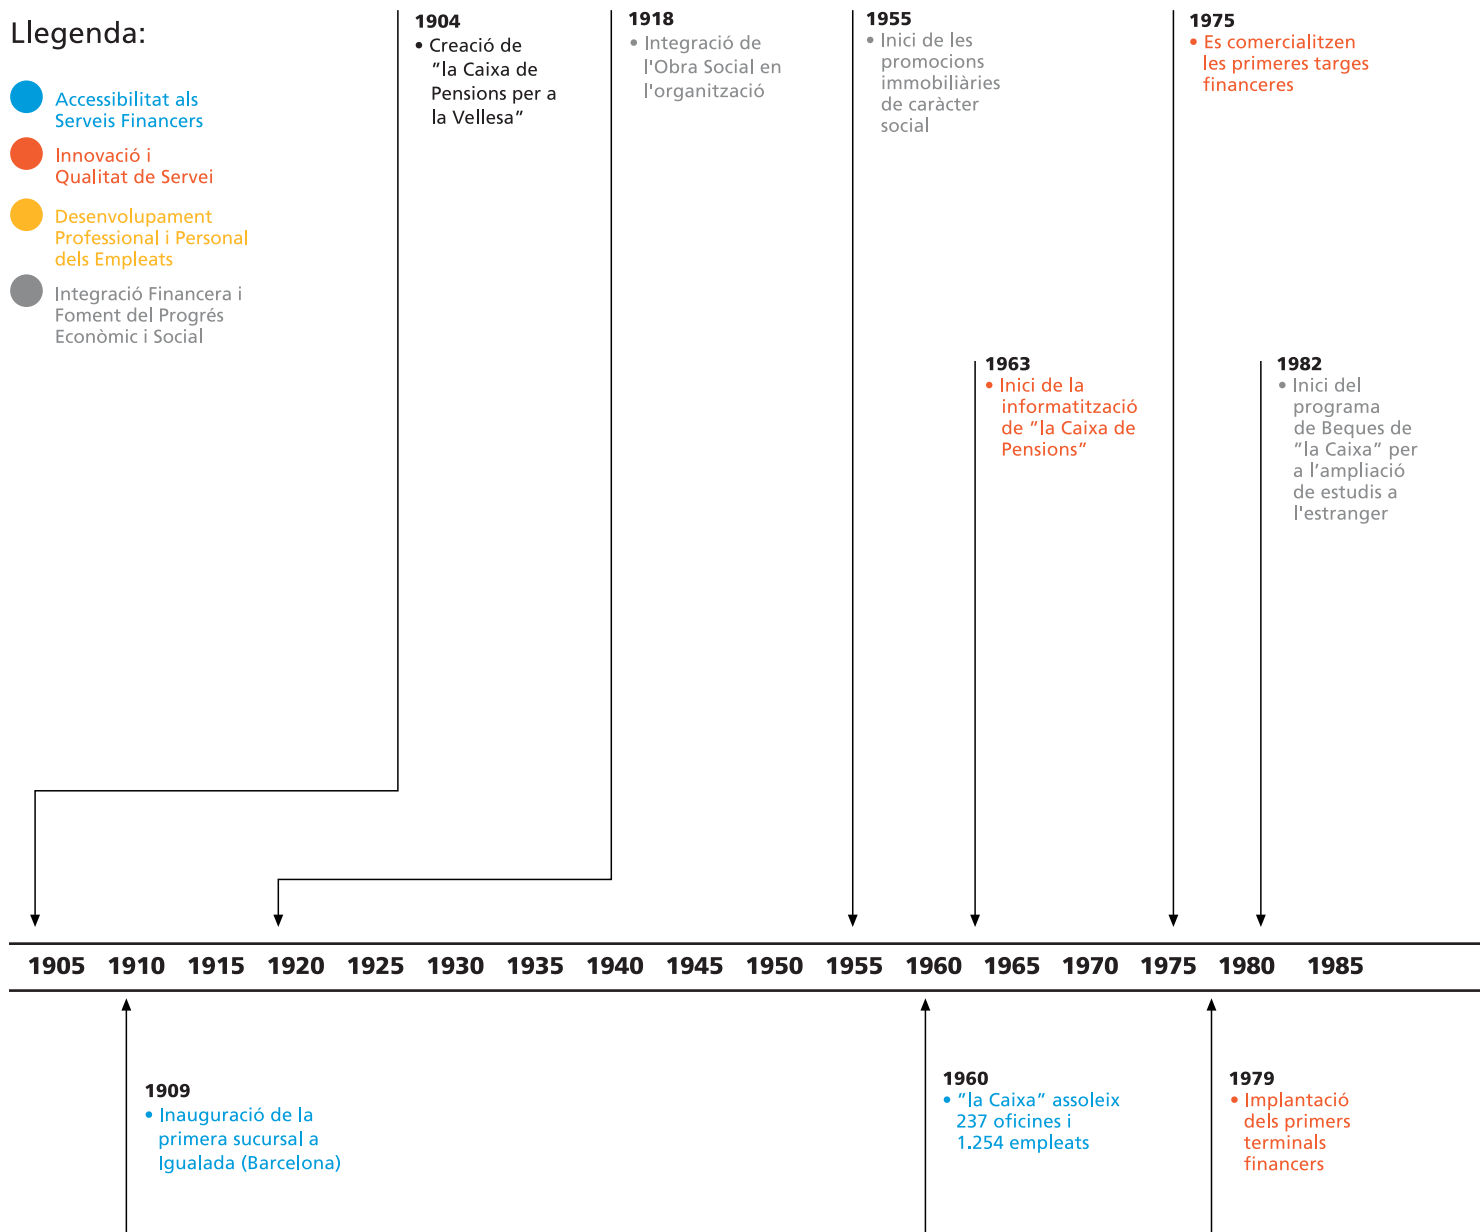 Llegenda:
Accessibilitat als
Serveis Financers
Innovació i
Qualitat de Servei
Desenvolupament
Professional i Personal
dels Empleats
Integració Financera i
Foment del Progrés
Econòmic i Social
1904
• Creació de
"la Caixa de
Pensions per a
la Vellesa"
1918
• Integració de
l'Obra Social en
l'organització
1955
• Inici de les
promocions
immobiliàries
de caràcter
social
1975
• Es comercialitzen
les primeres targes
financeres
1963
• Inici de la
informatització
de "la Caixa de
Pensions"
1982
• Inici del
programa
de Beques de
"la Caixa" per
a l'ampliació
de estudis a
l'estranger
1905 1910 1915 1920 1925 1930 1935 1940 1945 1950 1955 1960 1965 1970 1975 1980 1985
1909
• Inauguració de la
primera sucursal a
Igualada (Barcelona)
1960
• "la Caixa" assoleix
237 oficines i
1.254 empleats
1979
• Implantació
dels primers
terminals
financers